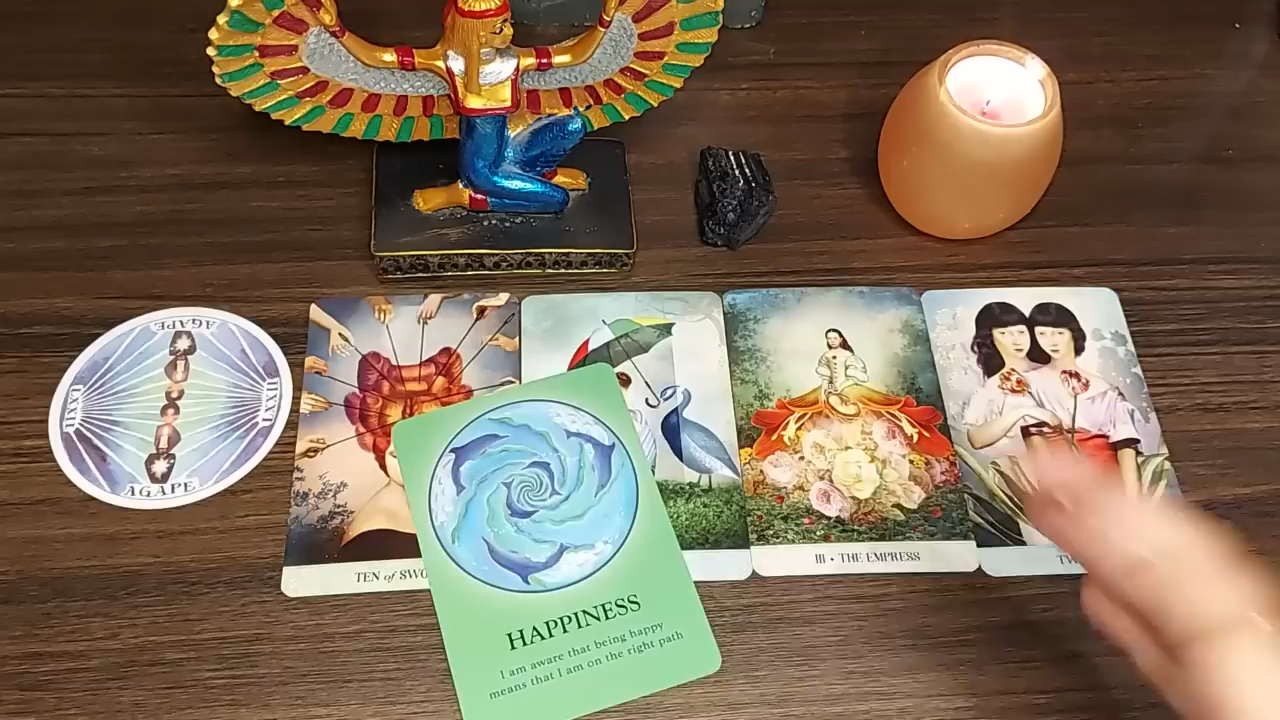 AGAPE
LXXII
LXXII
AGAPE
TEN of SWO
III • THE EMPRESS
TW
HAPPINESS
I am aware that being happy
means that I am on the right path